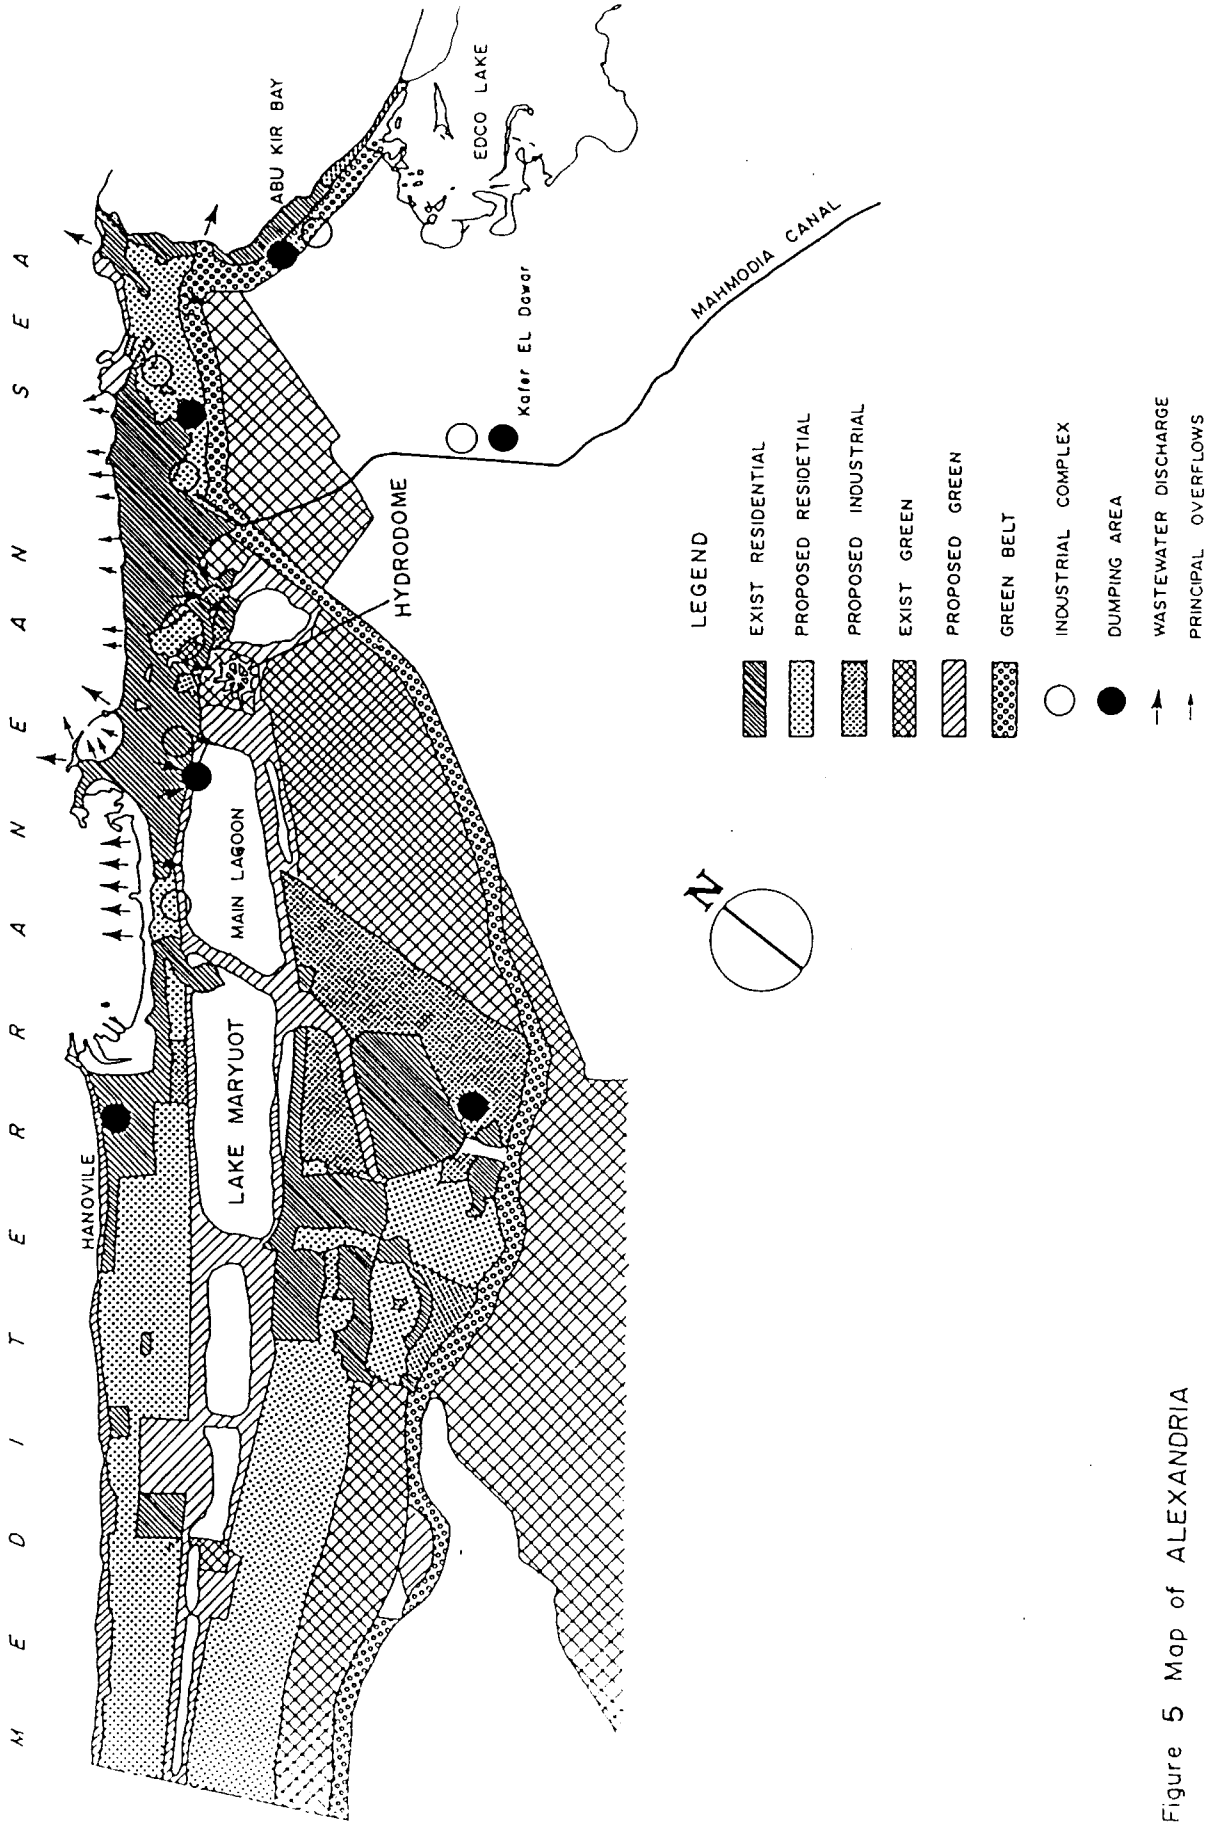 MEDITERRANEAN SEA
HANOVILE
LAKE MARYUOT
MAIN LAGOON
HYDRODOME
ABU KIR BAY
EDCO LAKE
Kafer EL Dawar
MAHMODIA CANAL
N
LEGEND
EXIST RESIDENTIAL
PROPOSED RESIDETIAL
PROPOSED INDUSTRIAL
EXIST GREEN
PROPOSED GREEN
GREEN BELT
INDUSTRIAL COMPLEX
DUMPING AREA
WASTEWATER DISCHARGE
PRINCIPAL OVERFLOWS
Figure 5 Map of ALEXANDRIA